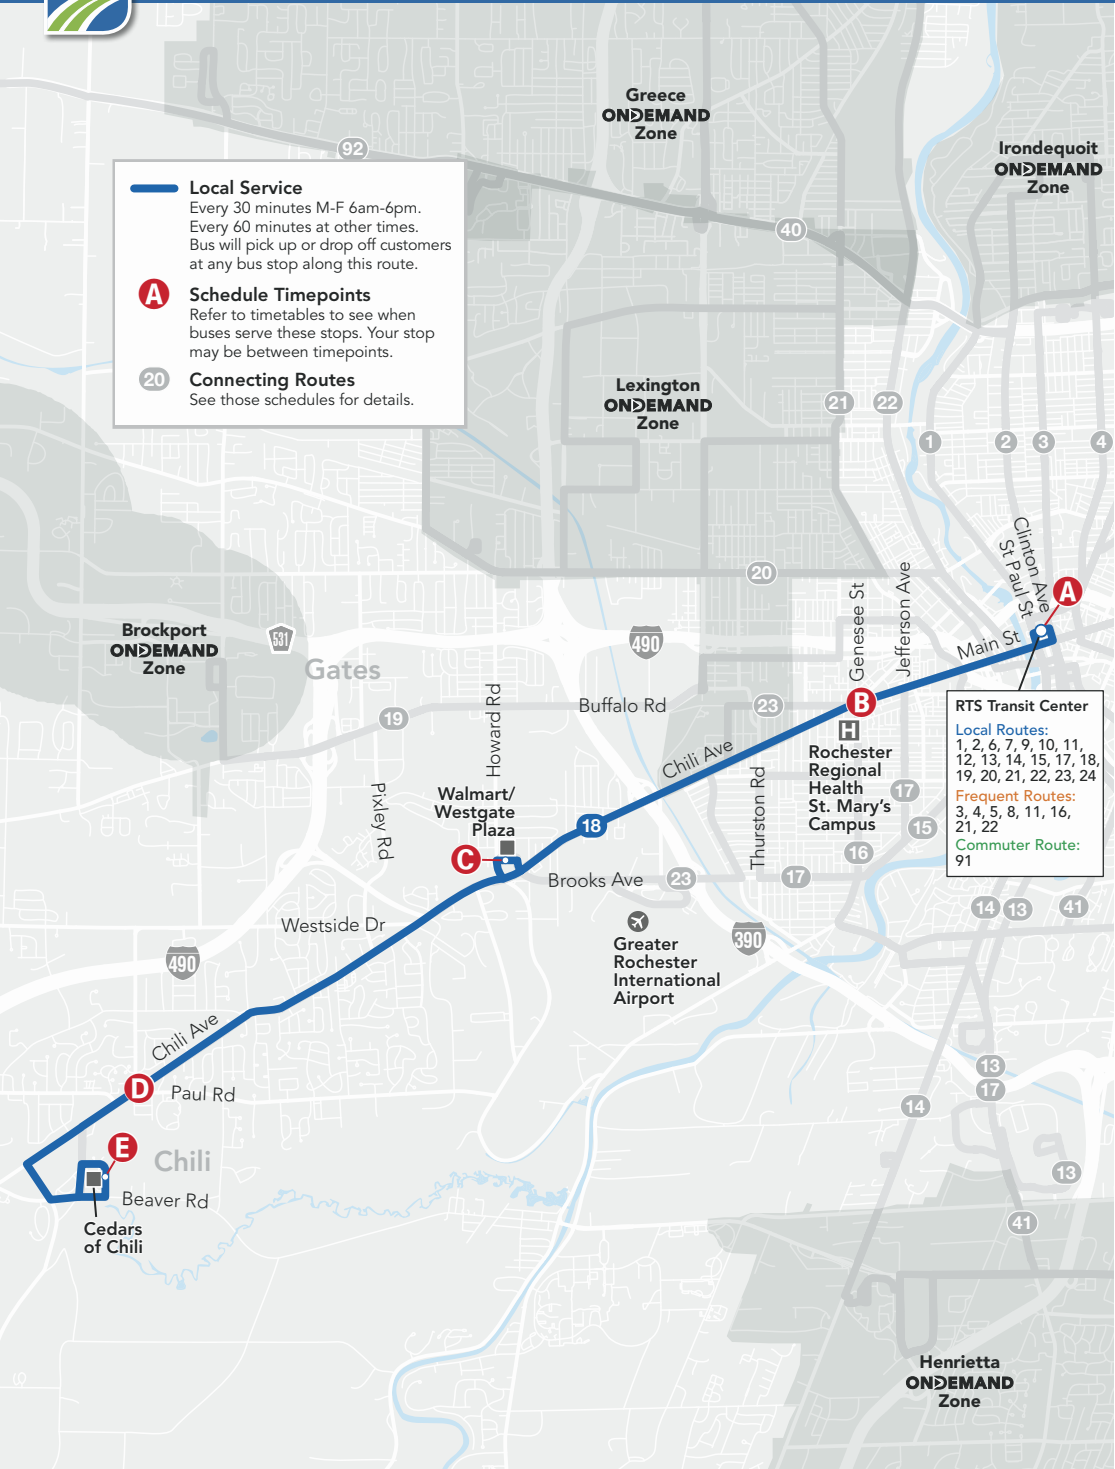 Greece
ONDEMAND
Zone
Irondequoit
ONDEMAND
Zone
92
40
Local Service
Every 30 minutes M-F 6am-6pm.
Every 60 minutes at other times.
Bus will pick up or drop off customers
at any bus stop along this route.
A
Schedule Timepoints
Refer to timetables to see when
buses serve these stops. Your stop
may be between timepoints.
20
Connecting Routes
See those schedules for details.
Lexington
ONDEMAND
Zone
21
22
1
2
3
4
20
Clinton Ave
St Paul St
A
Genesee St
Jefferson Ave
Main St
Brockport
ONDEMAND
Zone
531
Gates
490
Buffalo Rd
Howard Rd
19
23
B
H
Rochester
Regional
Health
St. Mary's
Campus
RTS Transit Center
Local Routes:
1, 2, 6, 7, 9, 10, 11,
12, 13, 14, 15, 17, 18,
19, 20, 21, 22, 23, 24
Frequent Routes:
3, 4, 5, 8, 11, 16,
21, 22
Commuter Route:
91
Chili Ave
Thurston Rd
17
15
16
Pixley Rd
Walmart/
Westgate
Plaza
18
C
Brooks Ave
23
17
14
13
41
Westside Dr
Greater
Rochester
International
Airport
390
490
Chili Ave
D
Paul Rd
13
17
14
E
Chili
13
Beaver Rd
Cedars
of Chili
41
Henrietta
ONDEMAND
Zone